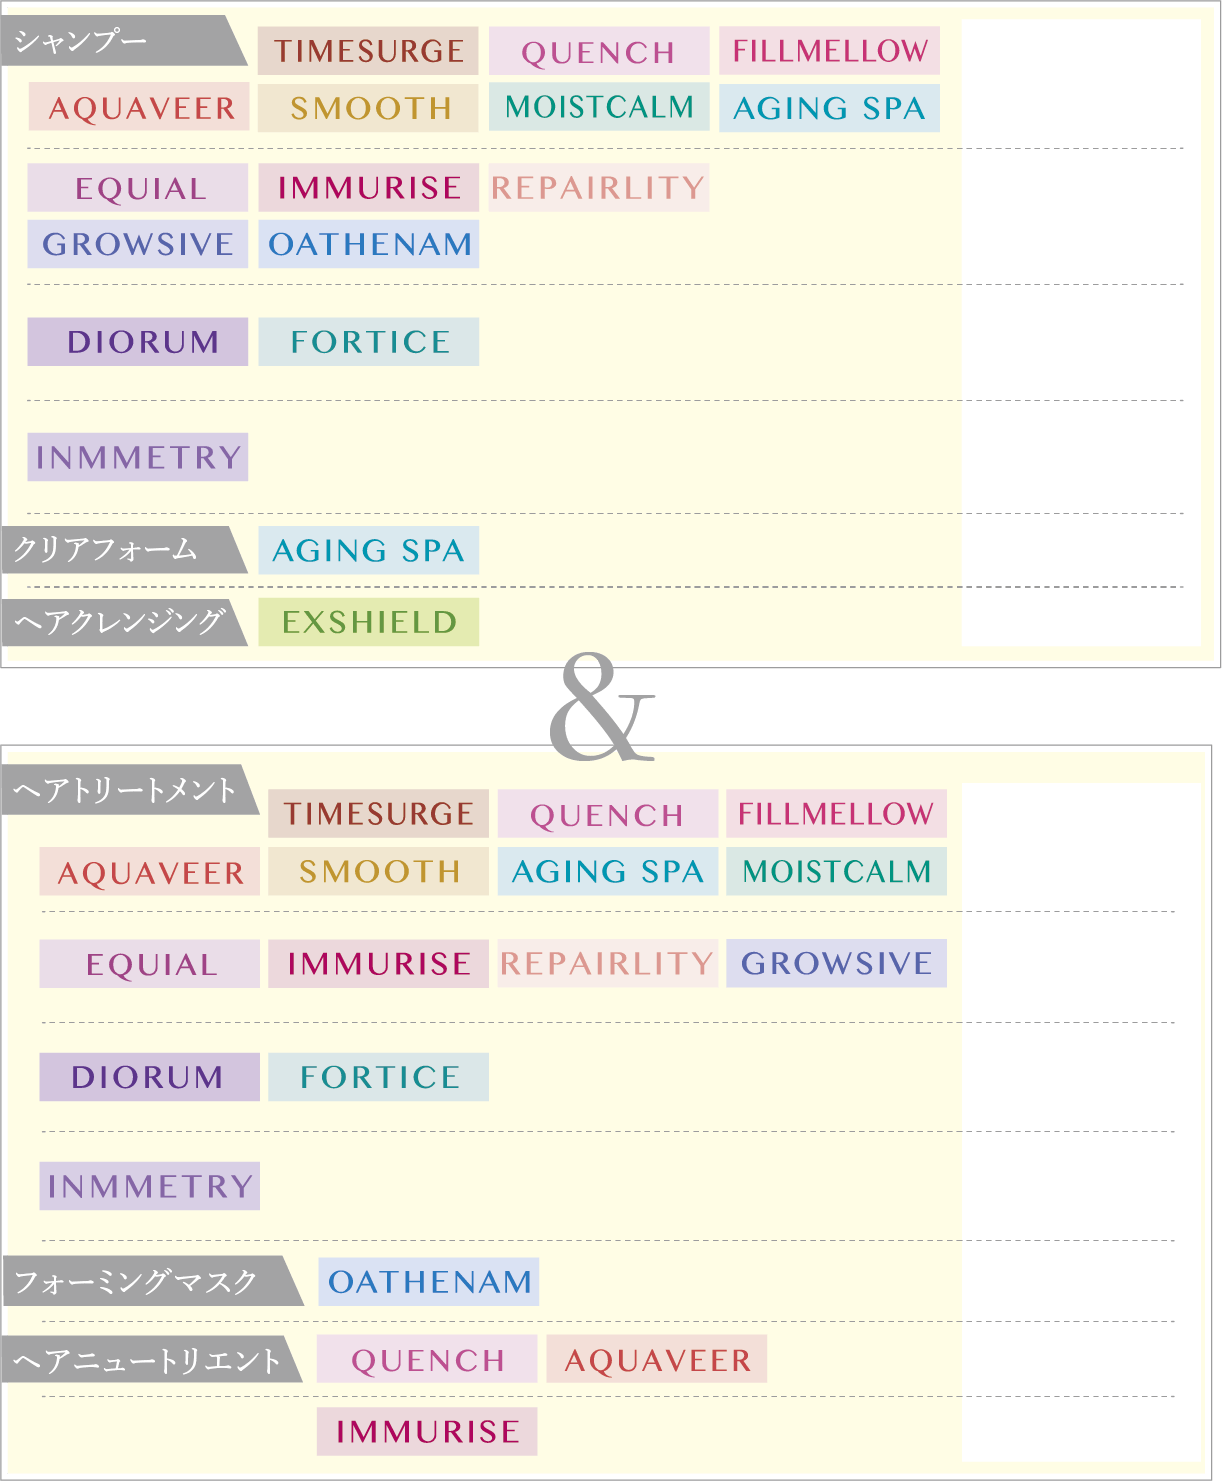 シャンプー
TIMESURGE QUENCH FILLMELLOW
AQUAVEER SMOOTH MOISTCALM AGING SPA
EQUIAL IMMURISE REPAIRLITY
GROWSIVE OATHENAM
DIORUM FORTICE
INMMETRY
クリアフォーム AGING SPA
ヘアクレンジング EXSHIELD
&
ヘアトリートメント
TIMESURGE QUENCH FILLMELLOW
AQUAVEER SMOOTH AGING SPA MOISTCALM
EQUIAL IMMURISE REPAIRLITY GROWSIVE
DIORUM FORTICE
INMMETRY
フォーミングマスク OATHENAM
ヘアニュートリエント QUENCH AQUAVEER
IMMURISE